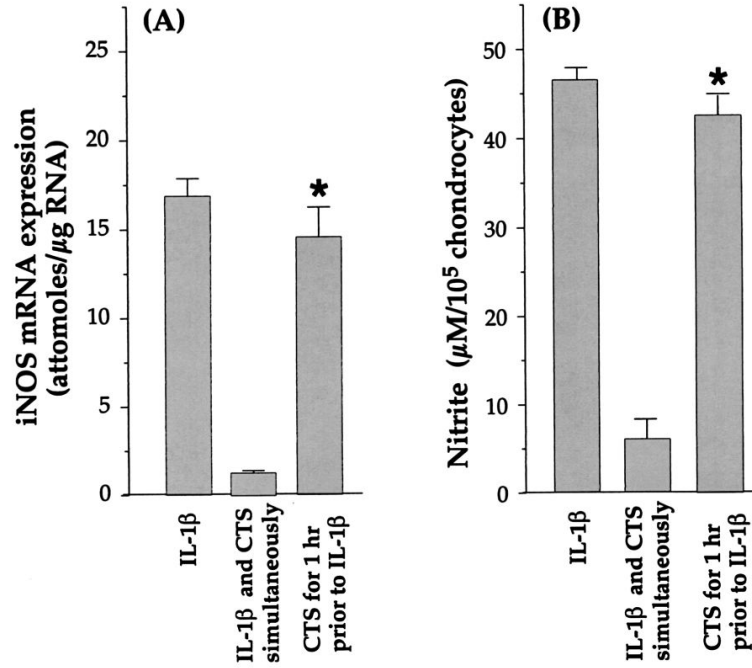 (A)
iNOS mRNA expression
(attomoles/μg RNA)
25
20
15
10
5
0
IL-1β
IL-1β and CTS
simultaneously
CTS for 1 hr
prior to IL-1β
*
(B)
Nitrite (μM/10⁵ chondrocytes)
50
40
30
20
10
0
IL-1β
IL-1β and CTS
simultaneously
CTS for 1 hr
prior to IL-1β
*